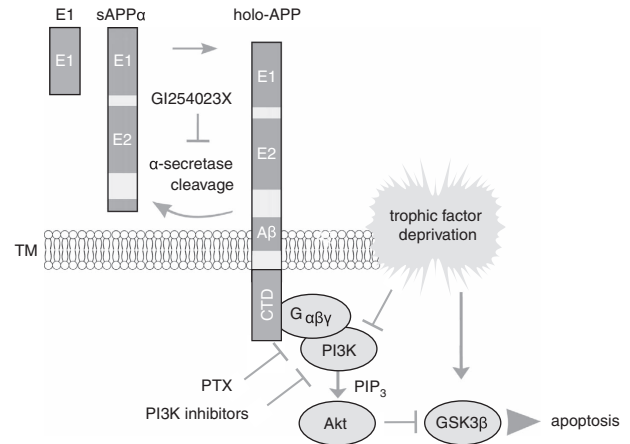 E1
sAPPα
holo-APP
E1
E1
E1
GI254023X
E2
E2
α-secretase
cleavage
trophic factor
deprivation
Aβ
TM
CTD
G αβγ
PI3K
PTX
PIP3
PI3K inhibitors
Akt
GSK3β
apoptosis